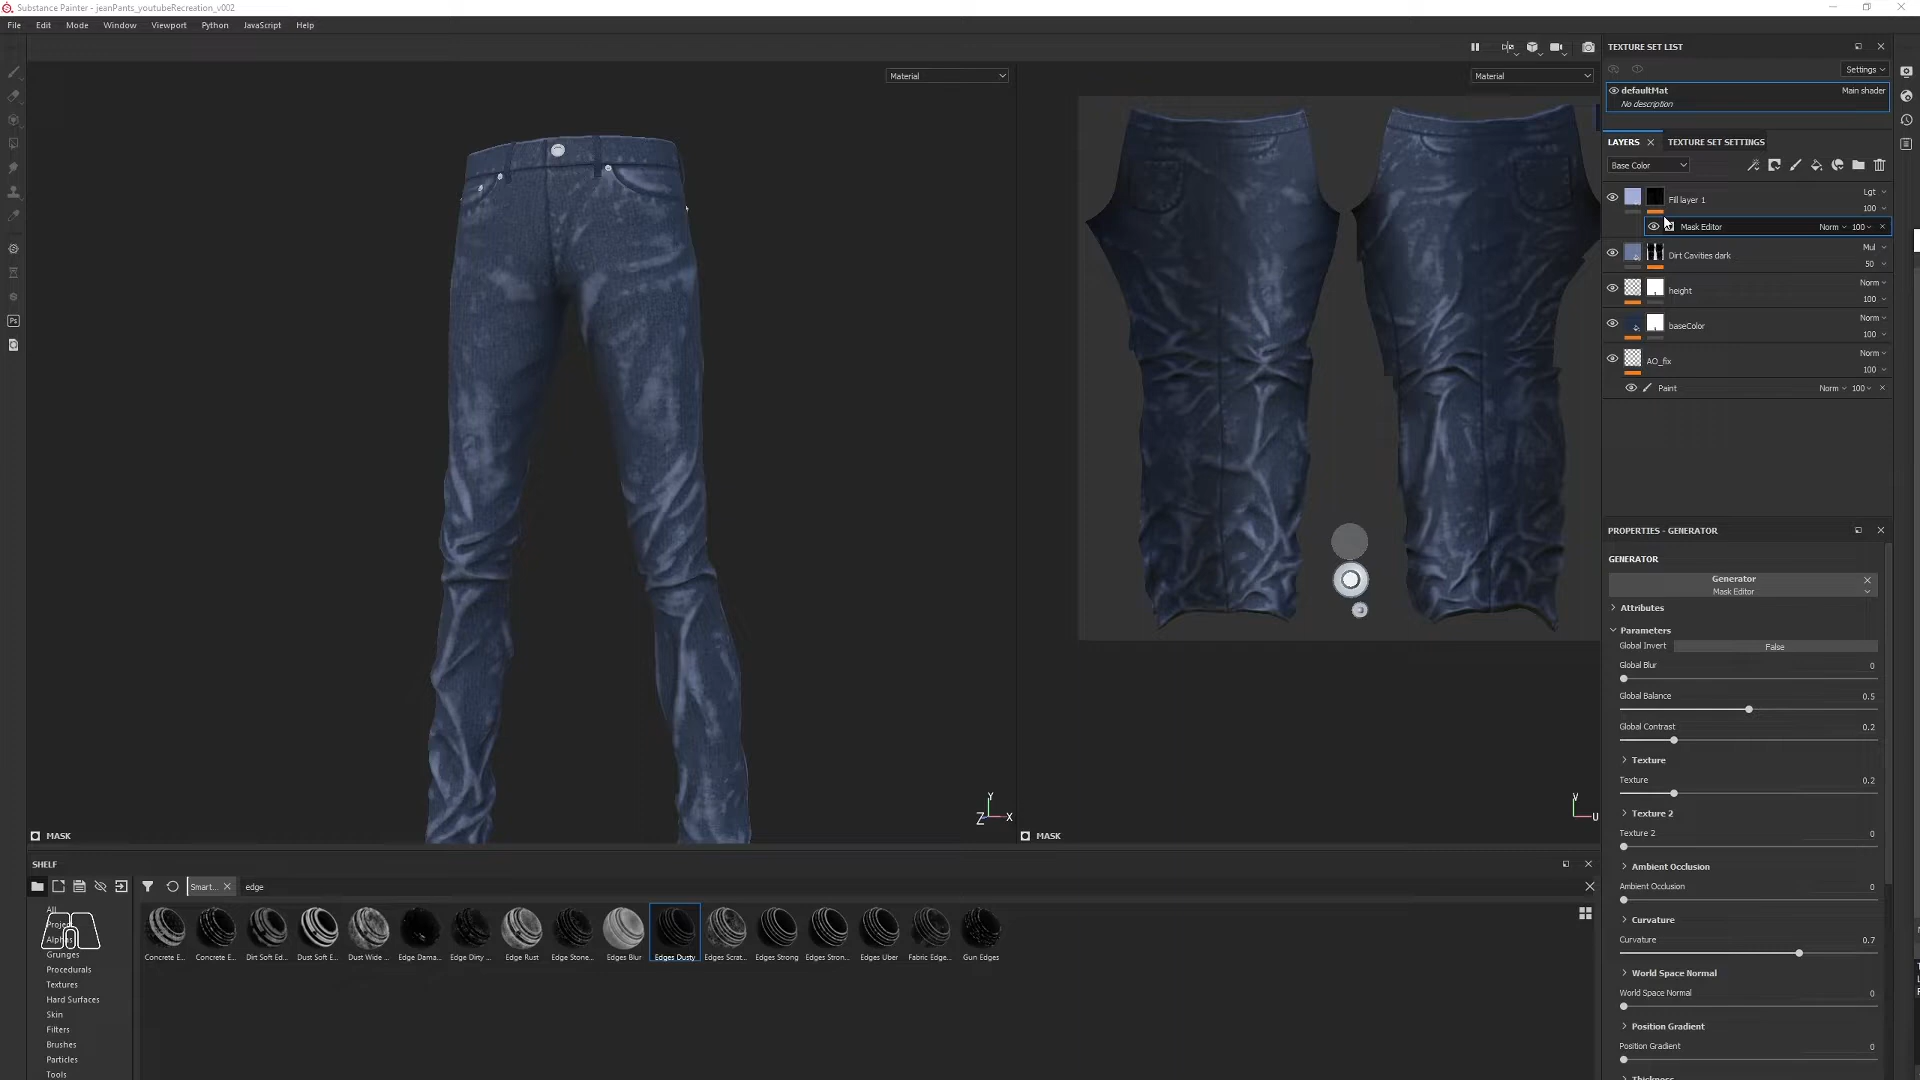 Substance Painter - jeanPants_youtubeRecreation_v002
File Edit Mode Window Viewport Python JavaScript Help
Material
Material
MASK
MASK
Y
Z X
V
U
TEXTURE SET LIST
Settings
defaultMat Main shader
No description
LAYERS TEXTURE SET SETTINGS
Base Color
Fill layer 1 Lgt
100
Mask Editor Norm 100
Dirt Cavities dark Mul
50
height Norm
100
baseColor Norm
100
AO_fix Norm
100
Paint Norm 100
PROPERTIES - GENERATOR
GENERATOR
Generator
Mask Editor
Attributes
Parameters
Global Invert False
Global Blur 0
Global Balance 0.5
Global Contrast 0.2
Texture
Texture 0.2
Texture 2
Texture 2 0
Ambient Occlusion
Ambient Occlusion 0
Curvature
Curvature 0.7
World Space Normal
World Space Normal 0
Position Gradient
Position Gradient 0
SHELF
Smart... edge
All
Grunges
Procedurals
Textures
Hard Surfaces
Skin
Filters
Brushes
Particles
Tools
Concrete E... Concrete E... Dirt Soft Ed... Dust Soft E... Dust Wide ... Edge Dama... Edge Dirty ... Edge Rust Edge Stone... Edges Blur Edges Dusty Edges Scrat... Edges Strong Edges Stron... Edges Uber Fabric Edge... Gun Edges
Ps